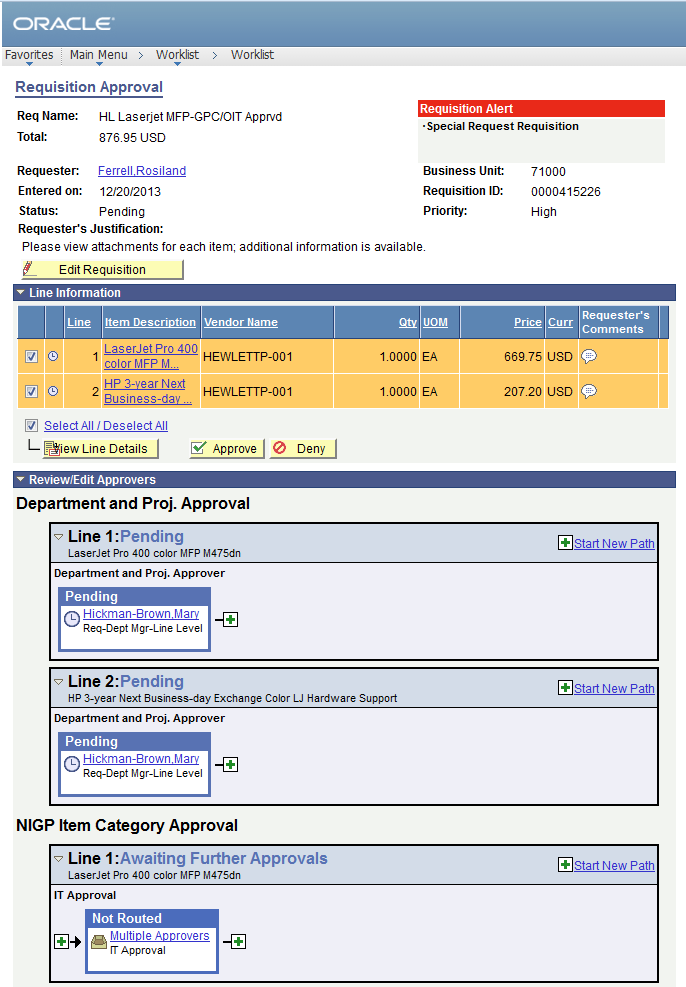 ORACLE
Favorites Main Menu > Worklist > Worklist
Requisition Approval
Req Name: HL Laserjet MFP-GPC/OIT Apprvd
Total: 876.95 USD
Requisition Alert
·Special Request Requisition
Requester: Ferrell,Rosiland
Business Unit: 71000
Entered on: 12/20/2013
Requisition ID: 0000415226
Status: Pending
Priority: High
Requester's Justification:
Please view attachments for each item; additional information is available.
Edit Requisition
Line Information
Line Item Description Vendor Name Qty UOM Price Curr Requester's Comments
1 LaserJet Pro 400 color MFP M... HEWLETTP-001 1.0000 EA 669.75 USD
2 HP 3-year Next Business-day ... HEWLETTP-001 1.0000 EA 207.20 USD
Select All / Deselect All
View Line Details Approve Deny
Review/Edit Approvers
Department and Proj. Approval
Line 1:Pending
LaserJet Pro 400 color MFP M475dn
Start New Path
Department and Proj. Approver
Pending
Hickman-Brown,Mary
Req-Dept Mgr-Line Level
Line 2:Pending
HP 3-year Next Business-day Exchange Color LJ Hardware Support
Start New Path
Department and Proj. Approver
Pending
Hickman-Brown,Mary
Req-Dept Mgr-Line Level
NIGP Item Category Approval
Line 1:Awaiting Further Approvals
LaserJet Pro 400 color MFP M475dn
Start New Path
IT Approval
Not Routed
Multiple Approvers
IT Approval